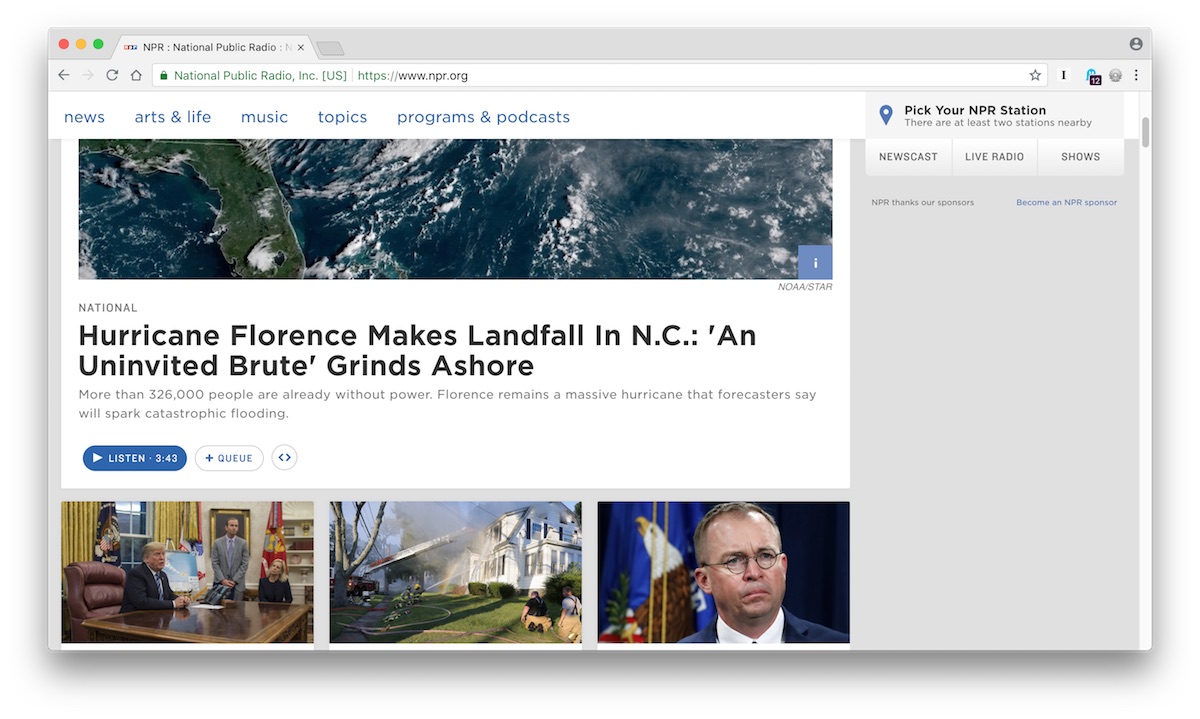 NPR : National Public Radio : N
National Public Radio, Inc. [US] https://www.npr.org
12
news arts & life music topics programs & podcasts
Pick Your NPR Station
There are at least two stations nearby
NEWSCAST LIVE RADIO SHOWS
NPR thanks our sponsors Become an NPR sponsor
i
NOAA/STAR
NATIONAL
Hurricane Florence Makes Landfall In N.C.: 'An
Uninvited Brute' Grinds Ashore
More than 326,000 people are already without power. Florence remains a massive hurricane that forecasters say
will spark catastrophic flooding.
LISTEN · 3:43 + QUEUE <>